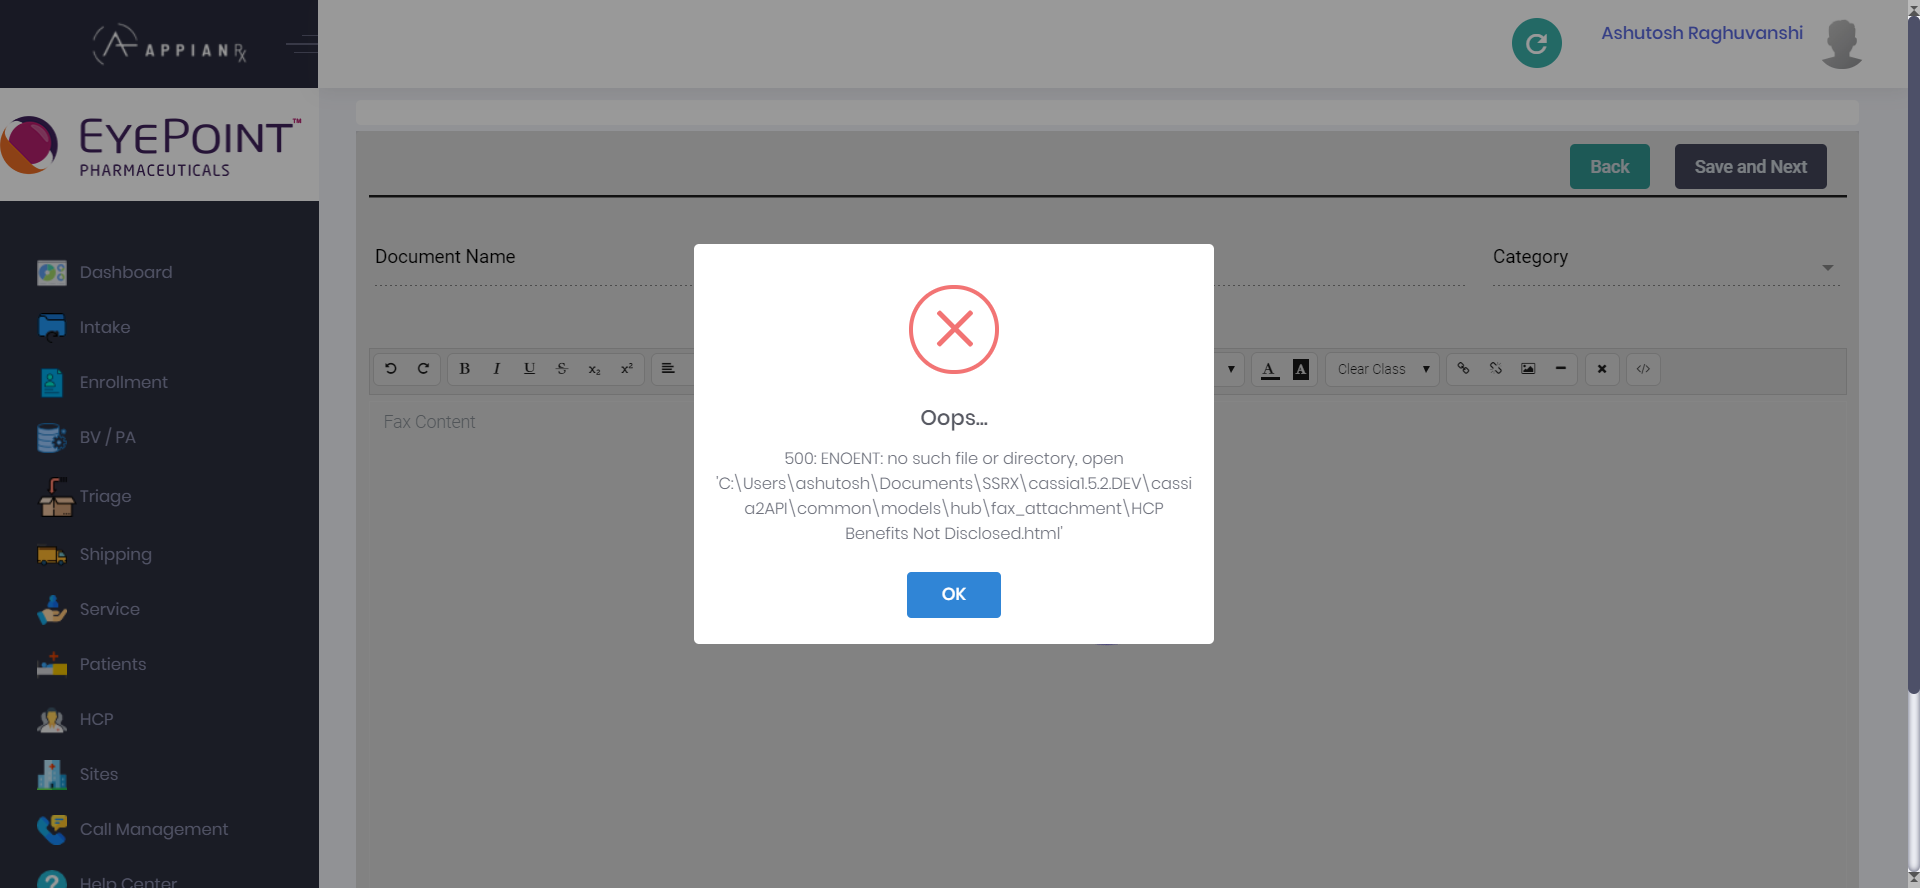 APPIANRX
Ashutosh Raghuvanshi
EYEPOINT™
PHARMACEUTICALS
Back
Save and Next
Dashboard
Intake
Enrollment
BV / PA
Triage
Shipping
Service
Patients
HCP
Sites
Call Management
Help Center
Document Name
Category
B I U S x₂ x²
A A Clear Class
Fax Content
Oops...
500: ENOENT: no such file or directory, open
'C:\Users\ashutosh\Documents\SSRX\cassia1.5.2.DEV\cassi
a2API\common\models\hub\fax_attachment\HCP
Benefits Not Disclosed.html'
OK